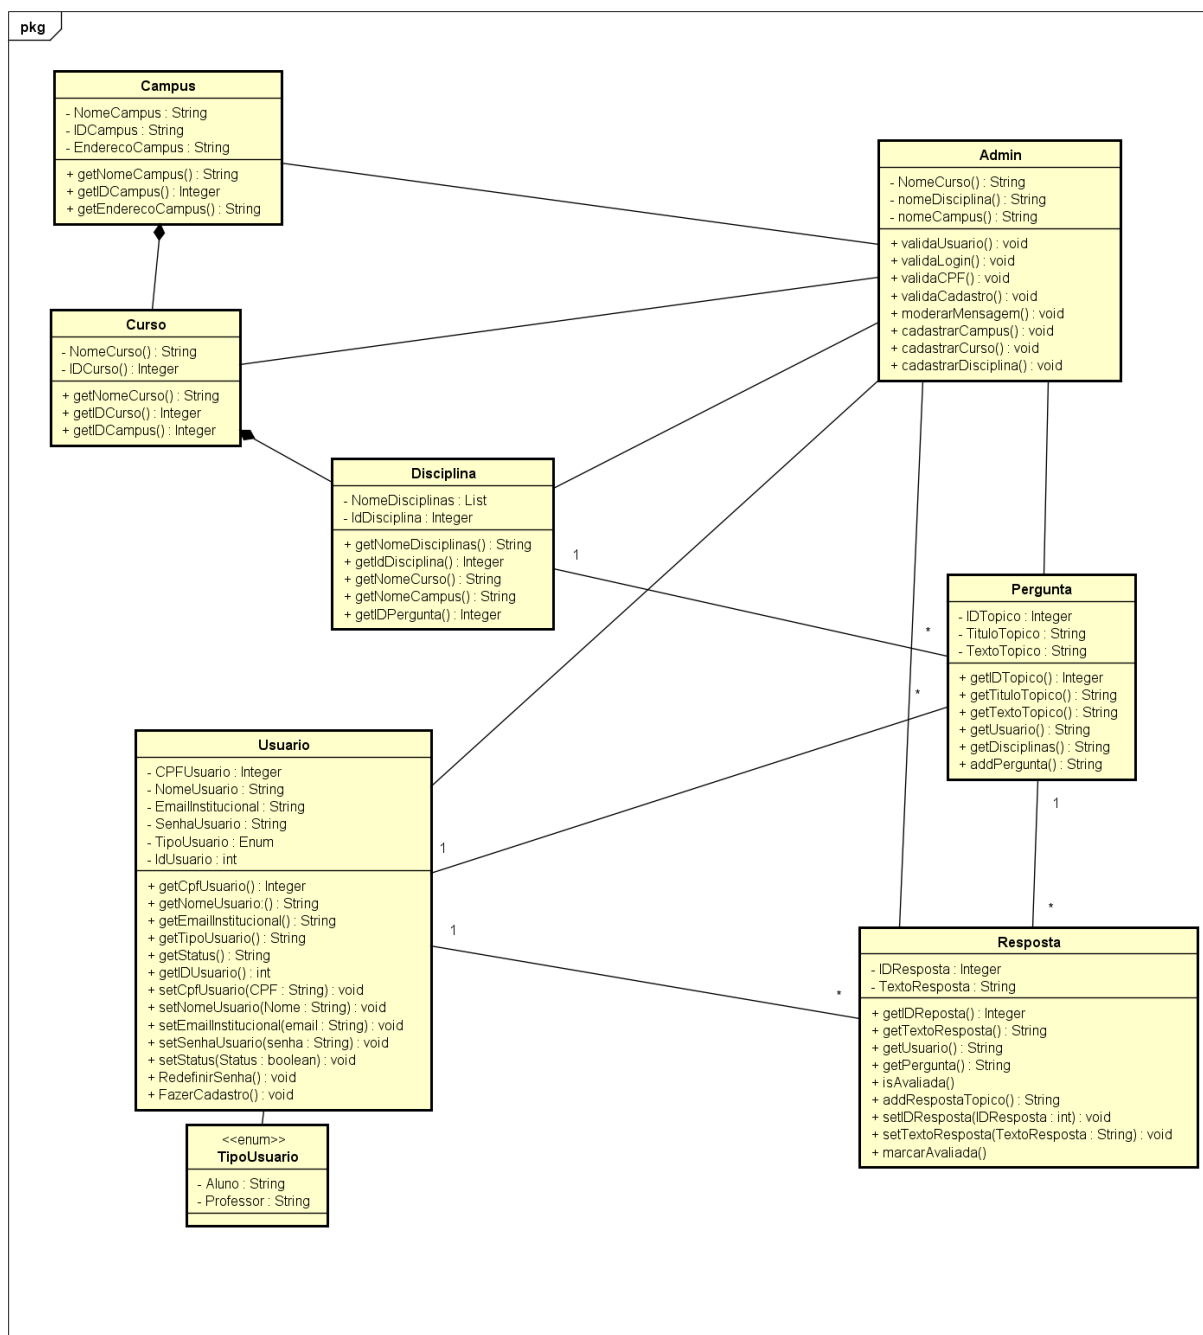 pkg
Campus
- NomeCampus : String
- IDCampus : String
- EnderecoCampus : String
+ getNomeCampus() : String
+ getIDCampus() : Integer
+ getEnderecoCampus() : String
Admin
- NomeCurso() : String
- nomeDisciplina() : String
- nomeCampus() : String
+ validaUsuario() : void
+ validaLogin() : void
+ validaCPF() : void
+ validaCadastro() : void
+ moderarMensagem() : void
+ cadastrarCampus() : void
+ cadastrarCurso() : void
+ cadastrarDisciplina() : void
Curso
- NomeCurso() : String
- IDCurso() : Integer
+ getNomeCurso() : String
+ getIDCurso() : Integer
+ getIDCampus() : Integer
Disciplina
- NomeDisciplinas : List
- IdDisciplina : Integer
+ getNomeDisciplinas() : String
+ getIdDisciplina() : Integer
+ getNomeCurso() : String
+ getNomeCampus() : String
+ getIDPergunta() : Integer
1
*
*
Pergunta
- IDTopico : Integer
- TituloTopico : String
- TextoTopico : String
+ getIDTopico() : Integer
+ getTituloTopico() : String
+ getTextoTopico() : String
+ getUsuario() : String
+ getDisciplinas() : String
+ addPergunta() : String
1
*
Usuario
- CPFUsuario : Integer
- NomeUsuario : String
- EmailInstitucional : String
- SenhaUsuario : String
- TipoUsuario : Enum
- IdUsuario : int
+ getCpfUsuario() : Integer
+ getNomeUsuario:() : String
+ getEmailInstitucional() : String
+ getTipoUsuario() : String
+ getStatus() : String
+ getIDUsuario() : int
+ setCpfUsuario(CPF : String) : void
+ setNomeUsuario(Nome : String) : void
+ setEmailInstitucional(email : String) : void
+ setSenhaUsuario(senha : String) : void
+ setStatus(Status : boolean) : void
+ RedefinirSenha() : void
+ FazerCadastro() : void
1
1
*
Resposta
- IDResposta : Integer
- TextoResposta : String
+ getIDReposta() : Integer
+ getTextoResposta() : String
+ getUsuario() : String
+ getPergunta() : String
+ isAvaliada()
+ addRespostaTopico() : String
+ setIDResposta(IDResposta : int) : void
+ setTextoResposta(TextoResposta : String) : void
+ marcarAvaliada()
<<enum>>
TipoUsuario
- Aluno : String
- Professor : String